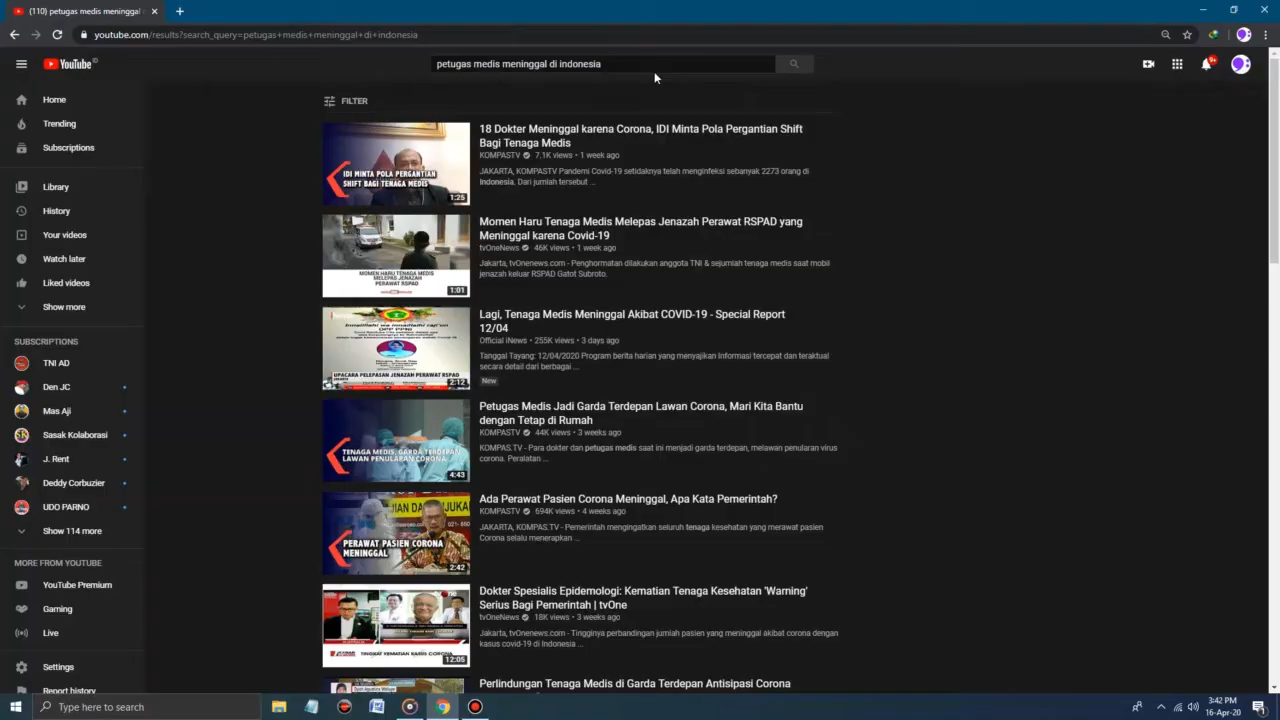 (110) petugas medis meninggal
youtube.com/results?search_query=petugas+medis+meninggal+di+indonesia
YouTube ID
petugas medis meninggal di indonesia
9+
FILTER
Home
Trending
Subscriptions
Library
History
Your videos
Watch later
Liked videos
Show more
SUBSCRIPTIONS
TNI AD
Jeh JC
Mas Aji
Sasak Kolaborasi
J. Rent
Deddy Corbuzier
Show 114 more
MORE FROM YOUTUBE
YouTube Premium
Gaming
Live
Settings
Report history
IDI MINTA POLA PERGANTIAN
SHIFT BAGI TENAGA MEDIS
1:25
18 Dokter Meninggal karena Corona, IDI Minta Pola Pergantian Shift
Bagi Tenaga Medis
KOMPASTV 7.1K views • 1 week ago
JAKARTA, KOMPASTV Pandemi Covid-19 setidaknya telah menginfeksi sebanyak 2273 orang di
Indonesia. Dari jumlah tersebut ...
MOMEN HARU TENAGA MEDIS
MELEPAS JENAZAH
PERAWAT RSPAD
1:01
Momen Haru Tenaga Medis Melepas Jenazah Perawat RSPAD yang
Meninggal karena Covid-19
tvOneNews 46K views • 1 week ago
Jakarta, tvOnenews.com - Penghormatan dilakukan anggota TNI & sejumlah tenaga medis saat mobil
jenazah keluar RSPAD Gatot Subroto.
UPACARA PELEPASAN JENAZAH PERAWAT RSPD
2:12
Lagi, Tenaga Medis Meninggal Akibat COVID-19 - Special Report
Official iNews • 255K views • 3 days ago
Tanggal Tayang: 12/04/2020 Program berita harian yang menyajikan informasi tercepat dan teraktual
secara adil dari dalam dan luar ...
New
TENAGA MEDIS, GARDA TERDEPAN
LAWAN PENULARAN CORONA
4:43
Petugas Medis Jadi Garda Terdepan Lawan Corona, Mari Kita Bantu
dengan Tetap di Rumah
KOMPASTV 44K views • 3 weeks ago
KOMPAS.TV - Para dokter dan petugas medis saat ini menjadi garda terdepan, melawan penularan virus
corona. Peralatan ...
PERAWAT PASIEN CORONA
MENINGGAL
2:42
Ada Perawat Pasien Corona Meninggal, Apa Kata Pemerintah?
KOMPASTV 694K views • 4 weeks ago
JAKARTA, KOMPAS.TV - Pemerintah mengingatkan seluruh tenaga kesehatan yang merawat pasien
Corona selalu menerapkan ...
TINGKAT KEMATIAN KASUS CORONA
12:05
Dokter Spesialis Epidemologi: Kematian Tenaga Kesehatan 'Warning'
Serius Bagi Pemerintah | tvOne
tvOneNews 18K views • 3 weeks ago
Jakarta, tvOnenews.com - Tingginya perbandingan jumlah pasien yang meninggal akibat corona dengan
kasus covid-19 di indonesia ...
Perlindungan Tenaga Medis di Garda Terdepan Antisipasi Corona
Type here to search
3:42 PM
16-Apr-20